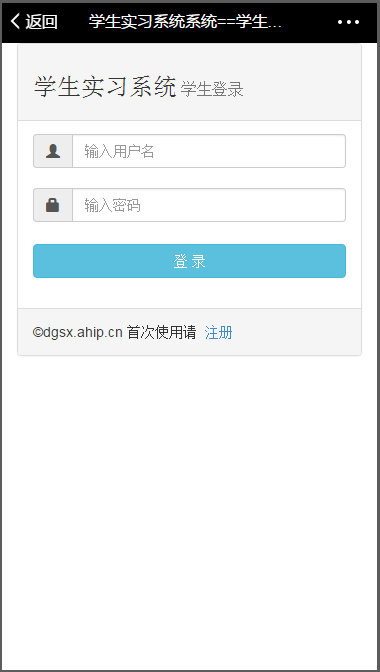 返回 学生实习系统系统==学生...
学生实习系统 学生登录
输入用户名
输入密码
登 录
©dgsx.ahip.cn 首次使用请 注册